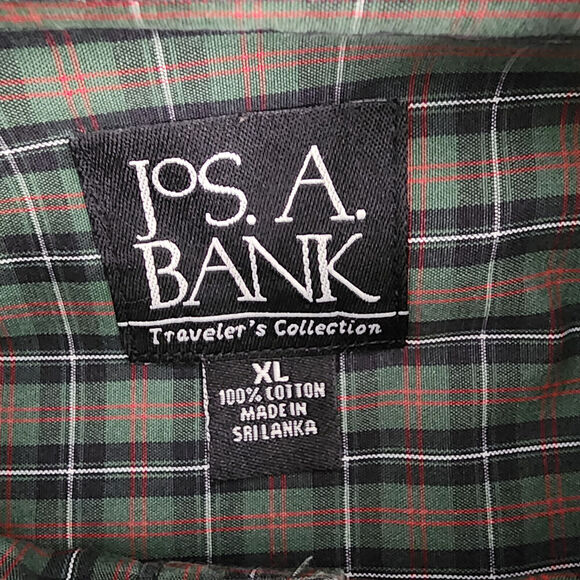 JoS. A.
BANK
Traveler's Collection
XL
100% COTTON
MADE IN
SRI LANKA